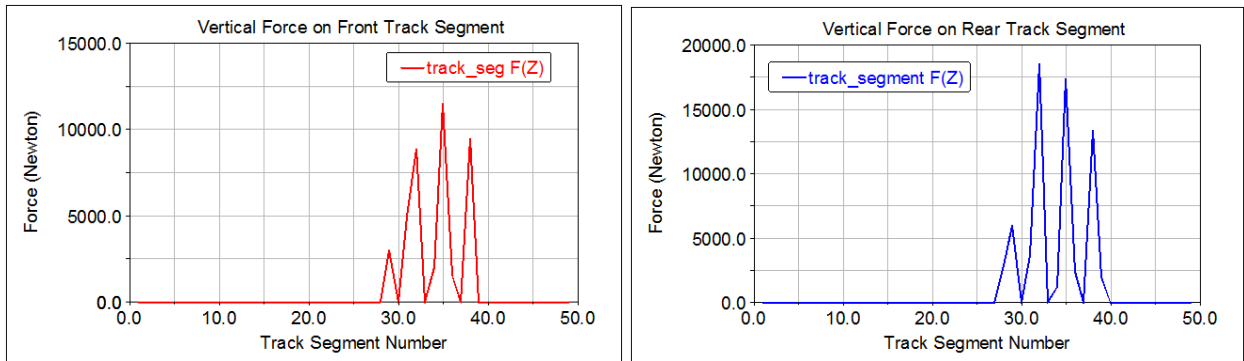 Vertical Force on Front Track Segment
15000.0
track_seg F(Z)
10000.0
Force (Newton)
5000.0
0.0
0.0 10.0 20.0 30.0 40.0 50.0
Track Segment Number
Vertical Force on Rear Track Segment
20000.0
track_segment F(Z)
15000.0
Force (Newton)
10000.0
5000.0
0.0
0.0 10.0 20.0 30.0 40.0 50.0
Track Segment Number